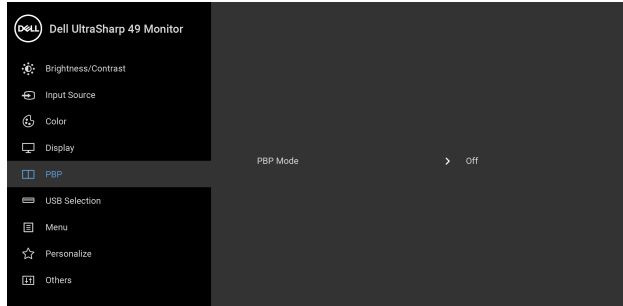 DELL Dell UltraSharp 49 Monitor
Brightness/Contrast
Input Source
Color
Display
PBP
PBP Mode Off
USB Selection
Menu
Personalize
Others